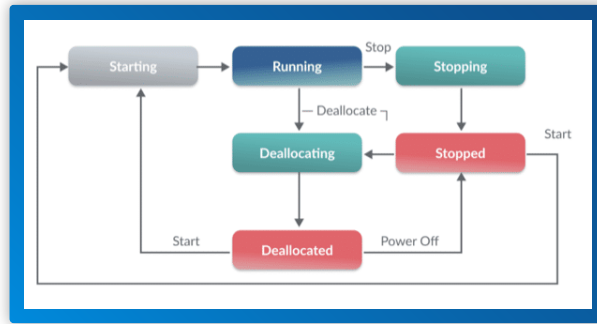 Starting
Running
Stop
Stopping
Deallocate
Start
Deallocating
Stopped
Start
Deallocated
Power Off